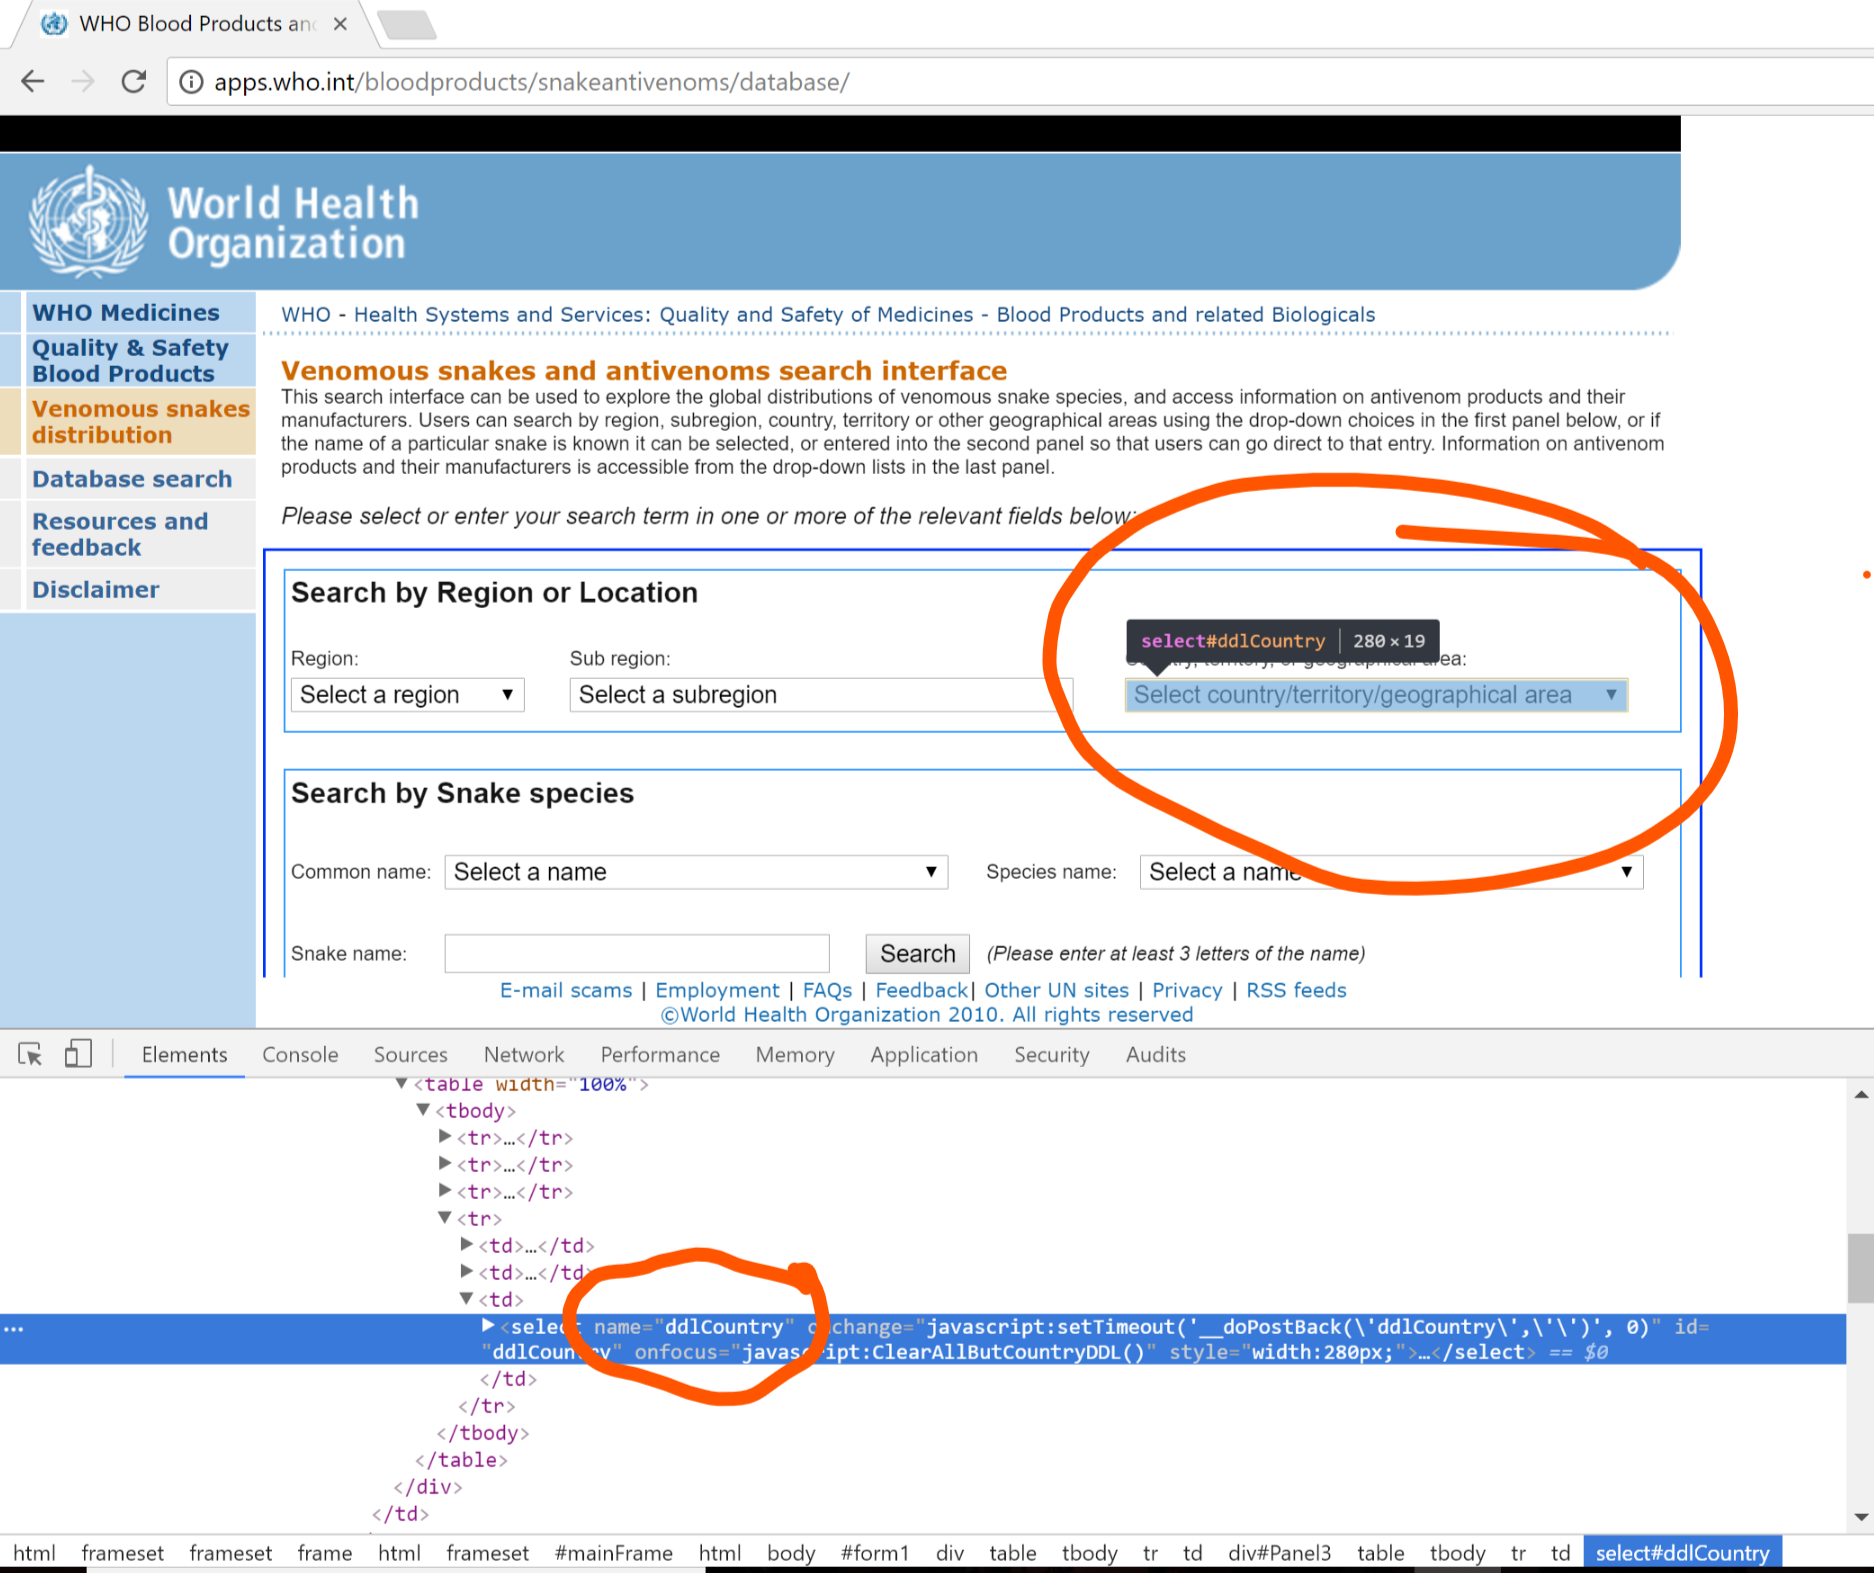 WHO Blood Products and
apps.who.int/bloodproducts/snakeantivenoms/database/
World Health
Organization
WHO Medicines
Quality & Safety
Blood Products
Venomous snakes
distribution
Database search
Resources and
feedback
Disclaimer
WHO - Health Systems and Services: Quality and Safety of Medicines - Blood Products and related Biologicals
Venomous snakes and antivenoms search interface
This search interface can be used to explore the global distributions of venomous snake species, and access information on antivenom products and their
manufacturers. Users can search by region, subregion, country, territory or other geographical areas using the drop-down choices in the first panel below, or if
the name of a particular snake is known it can be selected, or entered into the second panel so that users can go direct to that entry. Information on antivenom
products and their manufacturers is accessible from the drop-down lists in the last panel.
Please select or enter your search term in one or more of the relevant fields below:
Search by Region or Location
select#ddlCountry 280×19
Region: Sub region: Country, territory, or geographical area:
Select a region Select a subregion Select country/territory/geographical area
Search by Snake species
Common name: Select a name Species name: Select a name
Snake name: Search (Please enter at least 3 letters of the name)
E-mail scams | Employment | FAQs | Feedback| Other UN sites | Privacy | RSS feeds
©World Health Organization 2010. All rights reserved
Elements Console Sources Network Performance Memory Application Security Audits
▼<table width="100%">
▼<tbody>
▶<tr>…</tr>
▶<tr>…</tr>
▶<tr>…</tr>
▼<tr>
▶<td>…</td>
▶<td>…</td>
▼<td>
… ▶<select name="ddlCountry" onchange="javascript:setTimeout('__doPostBack(\'ddlCountry\',\'\')', 0)" id=
"ddlCountry" onfocus="javascript:ClearAllButCountryDDL()" style="width:280px;">…</select> == $0
</td>
</tr>
</tbody>
</table>
</div>
</td>
html frameset frameset frame html frameset #mainFrame html body #form1 div table tbody tr td div#Panel3 table tbody tr td select#ddlCountry